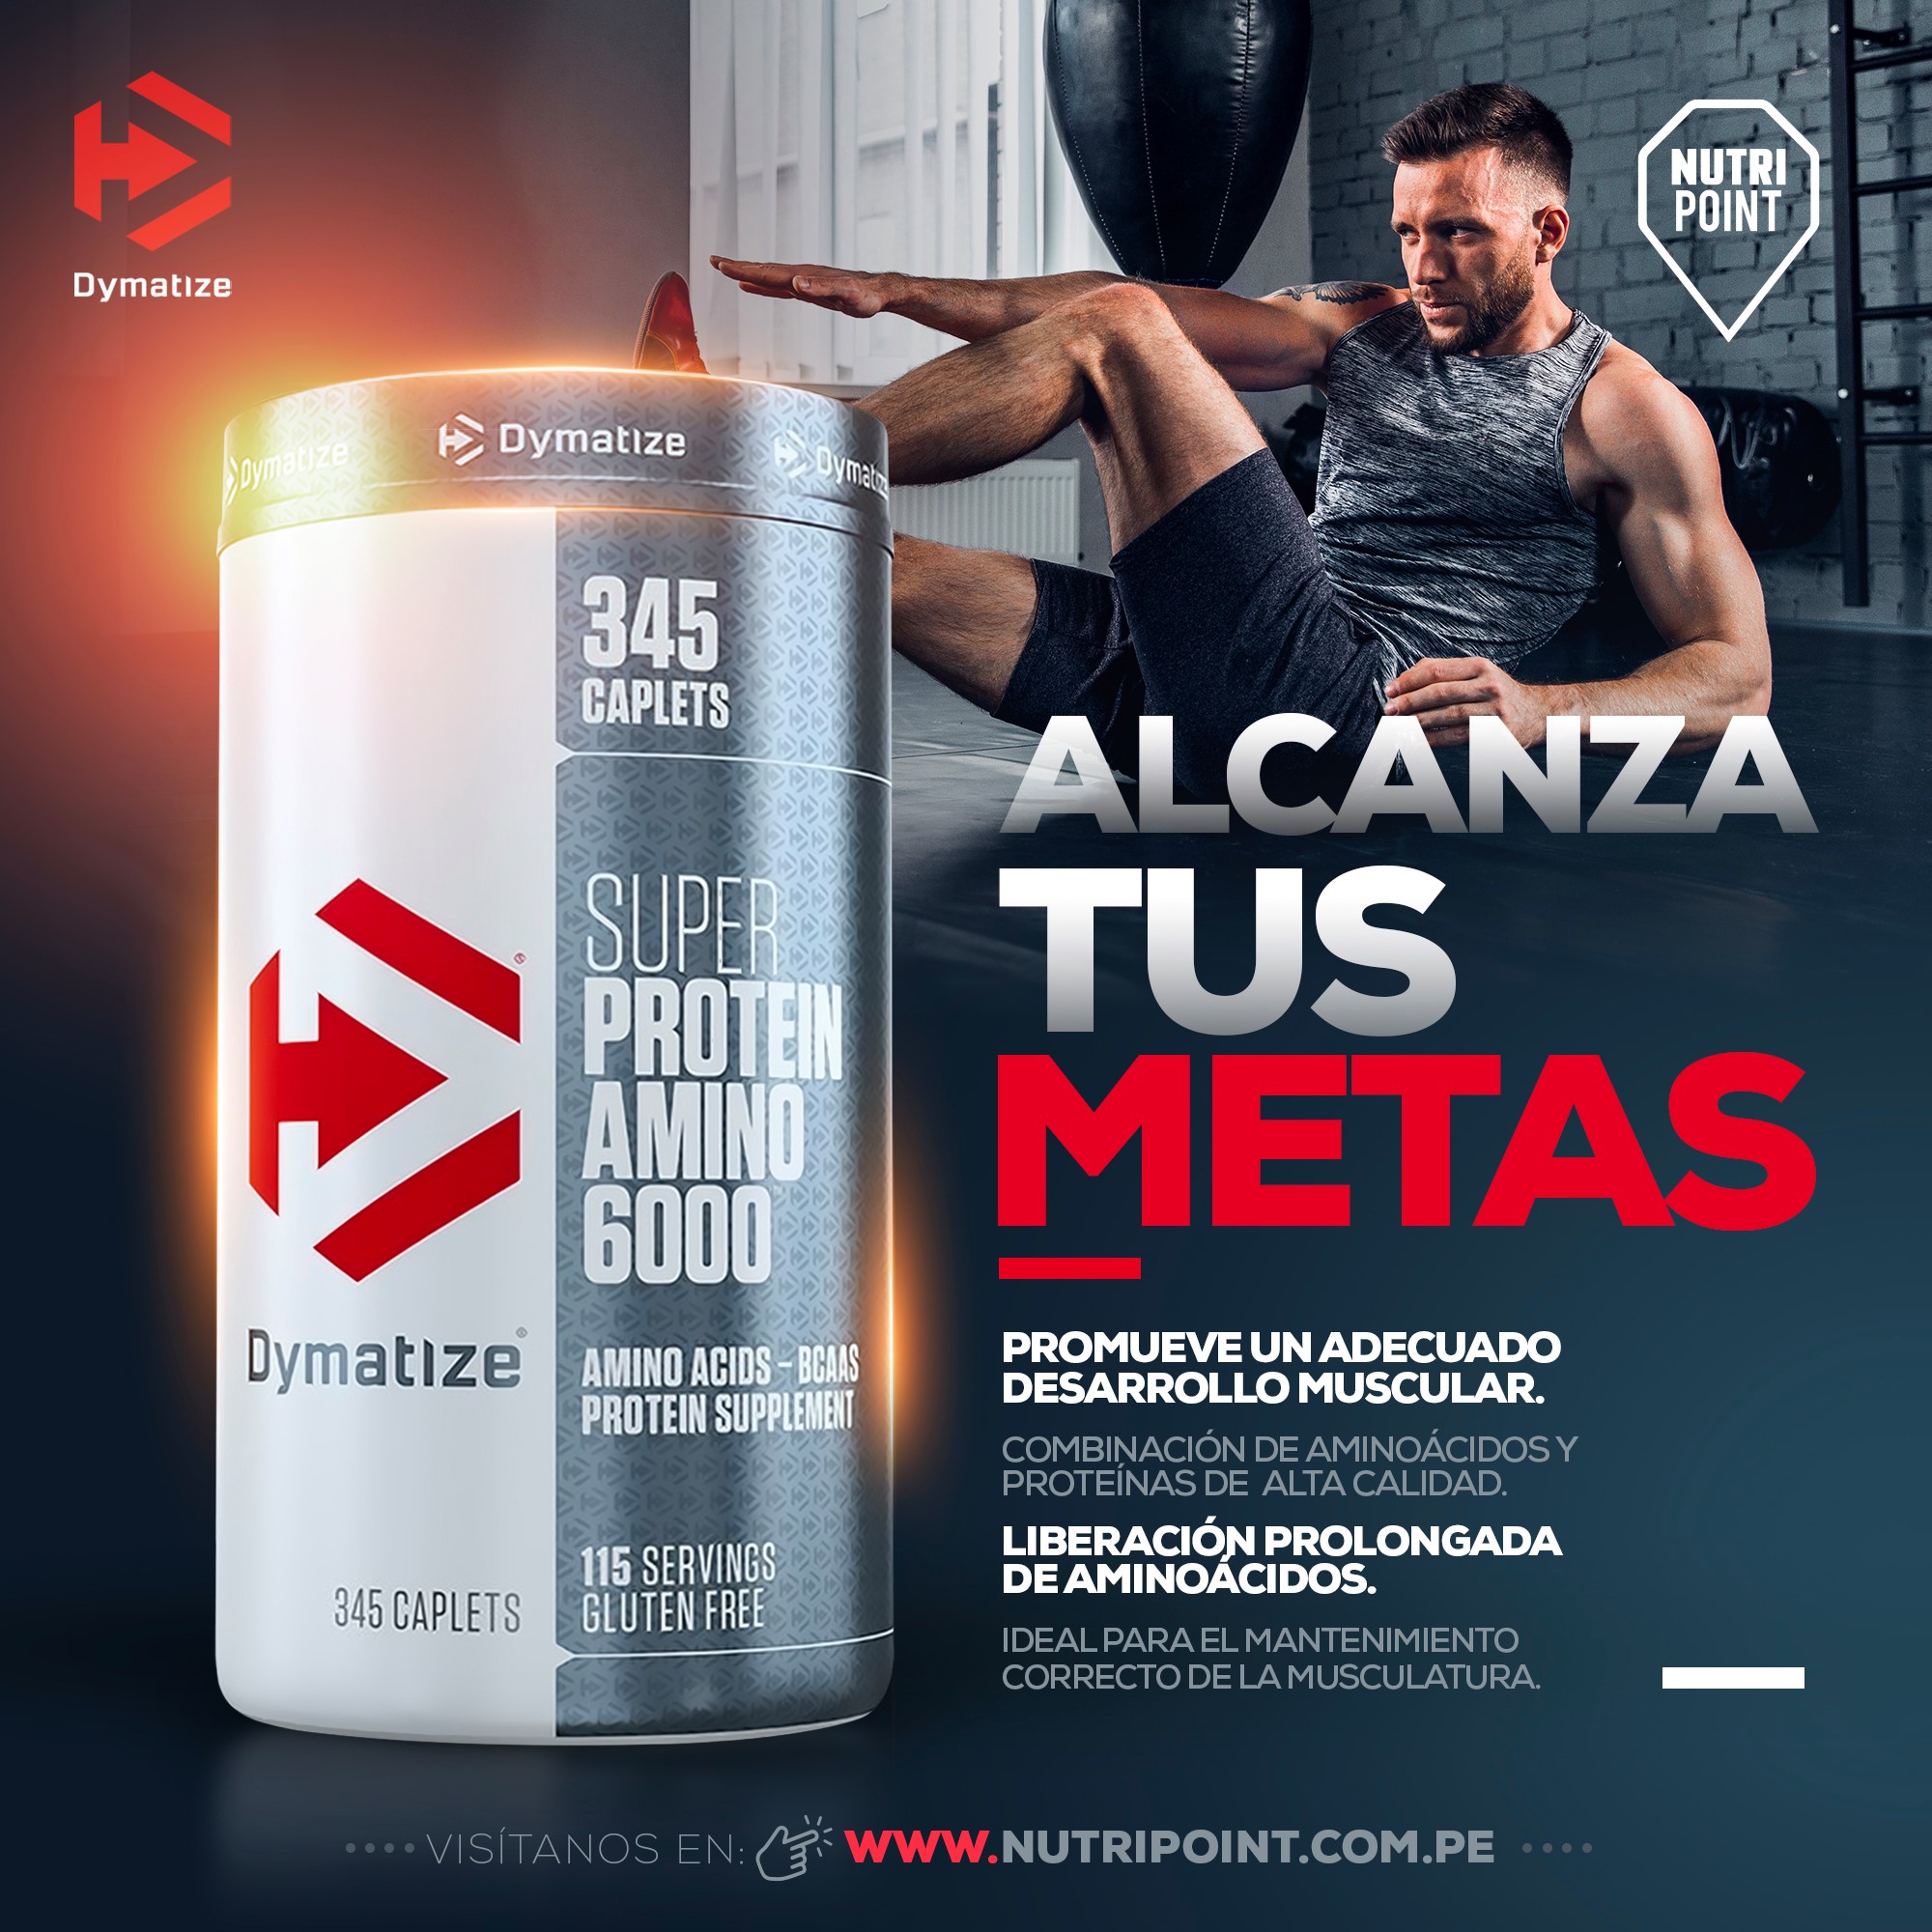 Dymatize
NUTRI
POINT
Dymatize
Dymatize
Dymatiz
345
CAPLETS
SUPER
PROTEIN
AMINO
6000
Dymatize®
AMINO ACIDS – BCAAS
PROTEIN SUPPLEMENT
115 SERVINGS
GLUTEN FREE
345 CAPLETS
ALCANZA
TUS
METAS
PROMUEVE UN ADECUADO
DESARROLLO MUSCULAR.
COMBINACIÓN DE AMINOÁCIDOS Y
PROTEÍNAS DE ALTA CALIDAD.
LIBERACIÓN PROLONGADA
DE AMINOÁCIDOS.
IDEAL PARA EL MANTENIMIENTO
CORRECTO DE LA MUSCULATURA.
VISÍTANOS EN: WWW.NUTRIPOINT.COM.PE